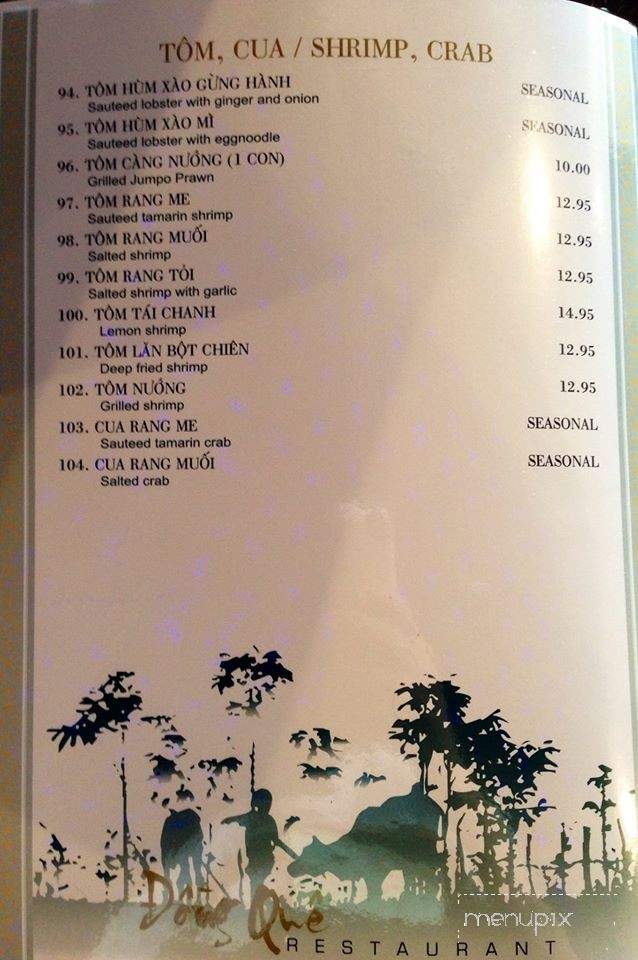 TÔM, CUA / SHRIMP, CRAB
94. TÔM HÙM XÀO GỪNG HÀNH SEASONAL
Sauteed lobster with ginger and onion
95. TÔM HÙM XÀO MÌ SEASONAL
Sauteed lobster with eggnoodle
96. TÔM CÀNG NƯỚNG (1 CON) 10.00
Grilled Jumpo Prawn
97. TÔM RANG ME 12.95
Sauteed tamarin shrimp
98. TÔM RANG MUỐI 12.95
Salted shrimp
99. TÔM RANG TỎI 12.95
Salted shrimp with garlic
100. TÔM TÁI CHANH 14.95
Lemon shrimp
101. TÔM LĂN BỘT CHIÊN 12.95
Deep fried shrimp
102. TÔM NƯỚNG 12.95
Grilled shrimp
103. CUA RANG ME SEASONAL
Sauteed tamarin crab
104. CUA RANG MUỐI SEASONAL
Salted crab
Đồng Quê
RESTAURANT
menupix